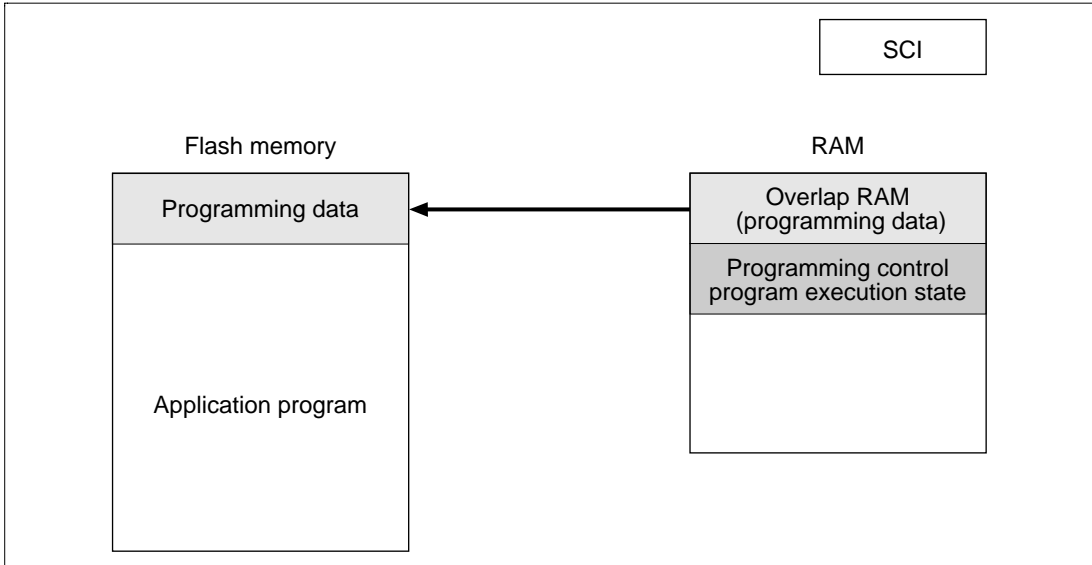 SCI
Flash memory
RAM
Programming data
Overlap RAM
(programming data)
Programming control
program execution state
Application program